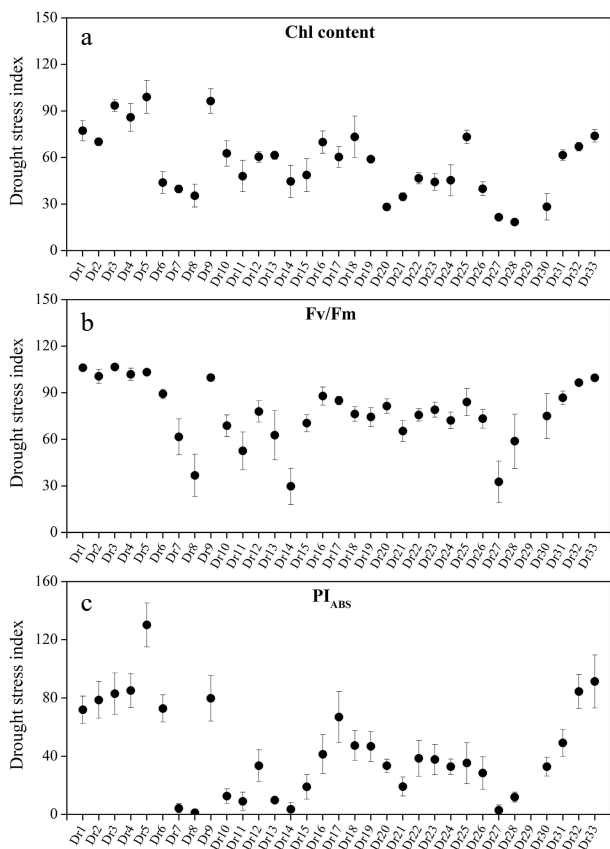 a
Chl content
Drought stress index
150
120
90
60
30
0
Dr1 Dr2 Dr3 Dr4 Dr5 Dr6 Dr7 Dr8 Dr9 Dr10 Dr11 Dr12 Dr13 Dr14 Dr15 Dr16 Dr17 Dr18 Dr19 Dr20 Dr21 Dr22 Dr23 Dr24 Dr25 Dr26 Dr27 Dr28 Dr29 Dr30 Dr31 Dr32 Dr33
b
Fv/Fm
Drought stress index
150
120
90
60
30
0
Dr1 Dr2 Dr3 Dr4 Dr5 Dr6 Dr7 Dr8 Dr9 Dr10 Dr11 Dr12 Dr13 Dr14 Dr15 Dr16 Dr17 Dr18 Dr19 Dr20 Dr21 Dr22 Dr23 Dr24 Dr25 Dr26 Dr27 Dr28 Dr29 Dr30 Dr31 Dr32 Dr33
c
PI_ABS
Drought stress index
160
120
80
40
0
Dr1 Dr2 Dr3 Dr4 Dr5 Dr6 Dr7 Dr8 Dr9 Dr10 Dr11 Dr12 Dr13 Dr14 Dr15 Dr16 Dr17 Dr18 Dr19 Dr20 Dr21 Dr22 Dr23 Dr24 Dr25 Dr26 Dr27 Dr28 Dr29 Dr30 Dr31 Dr32 Dr33